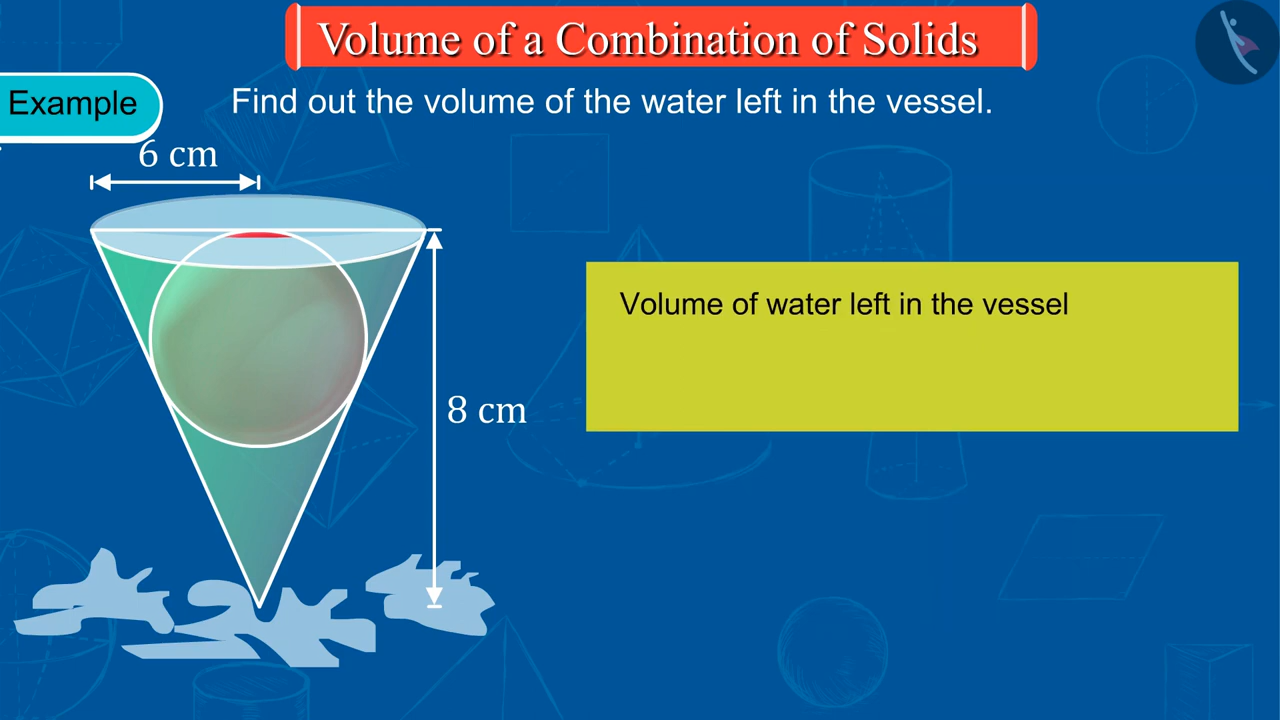 Volume of a Combination of Solids
Example
Find out the volume of the water left in the vessel.
6 cm
Volume of water left in the vessel
8 cm